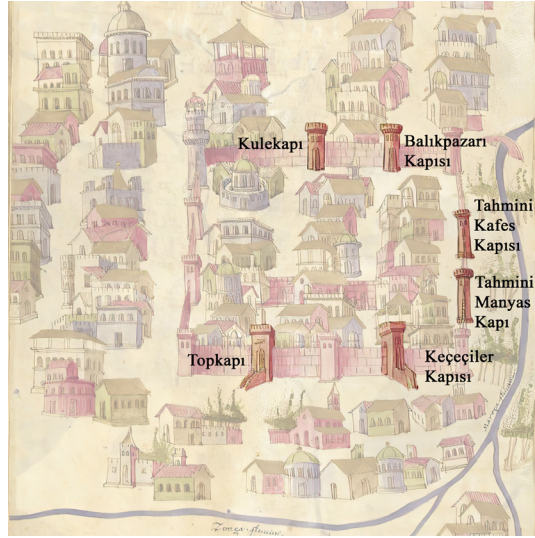 Kulekapı
Balıkpazarı
Kapısı
Tahmini
Kafes
Kapısı
Tahmini
Manyas
Kapı
Topkapı
Keçeçiler
Kapısı